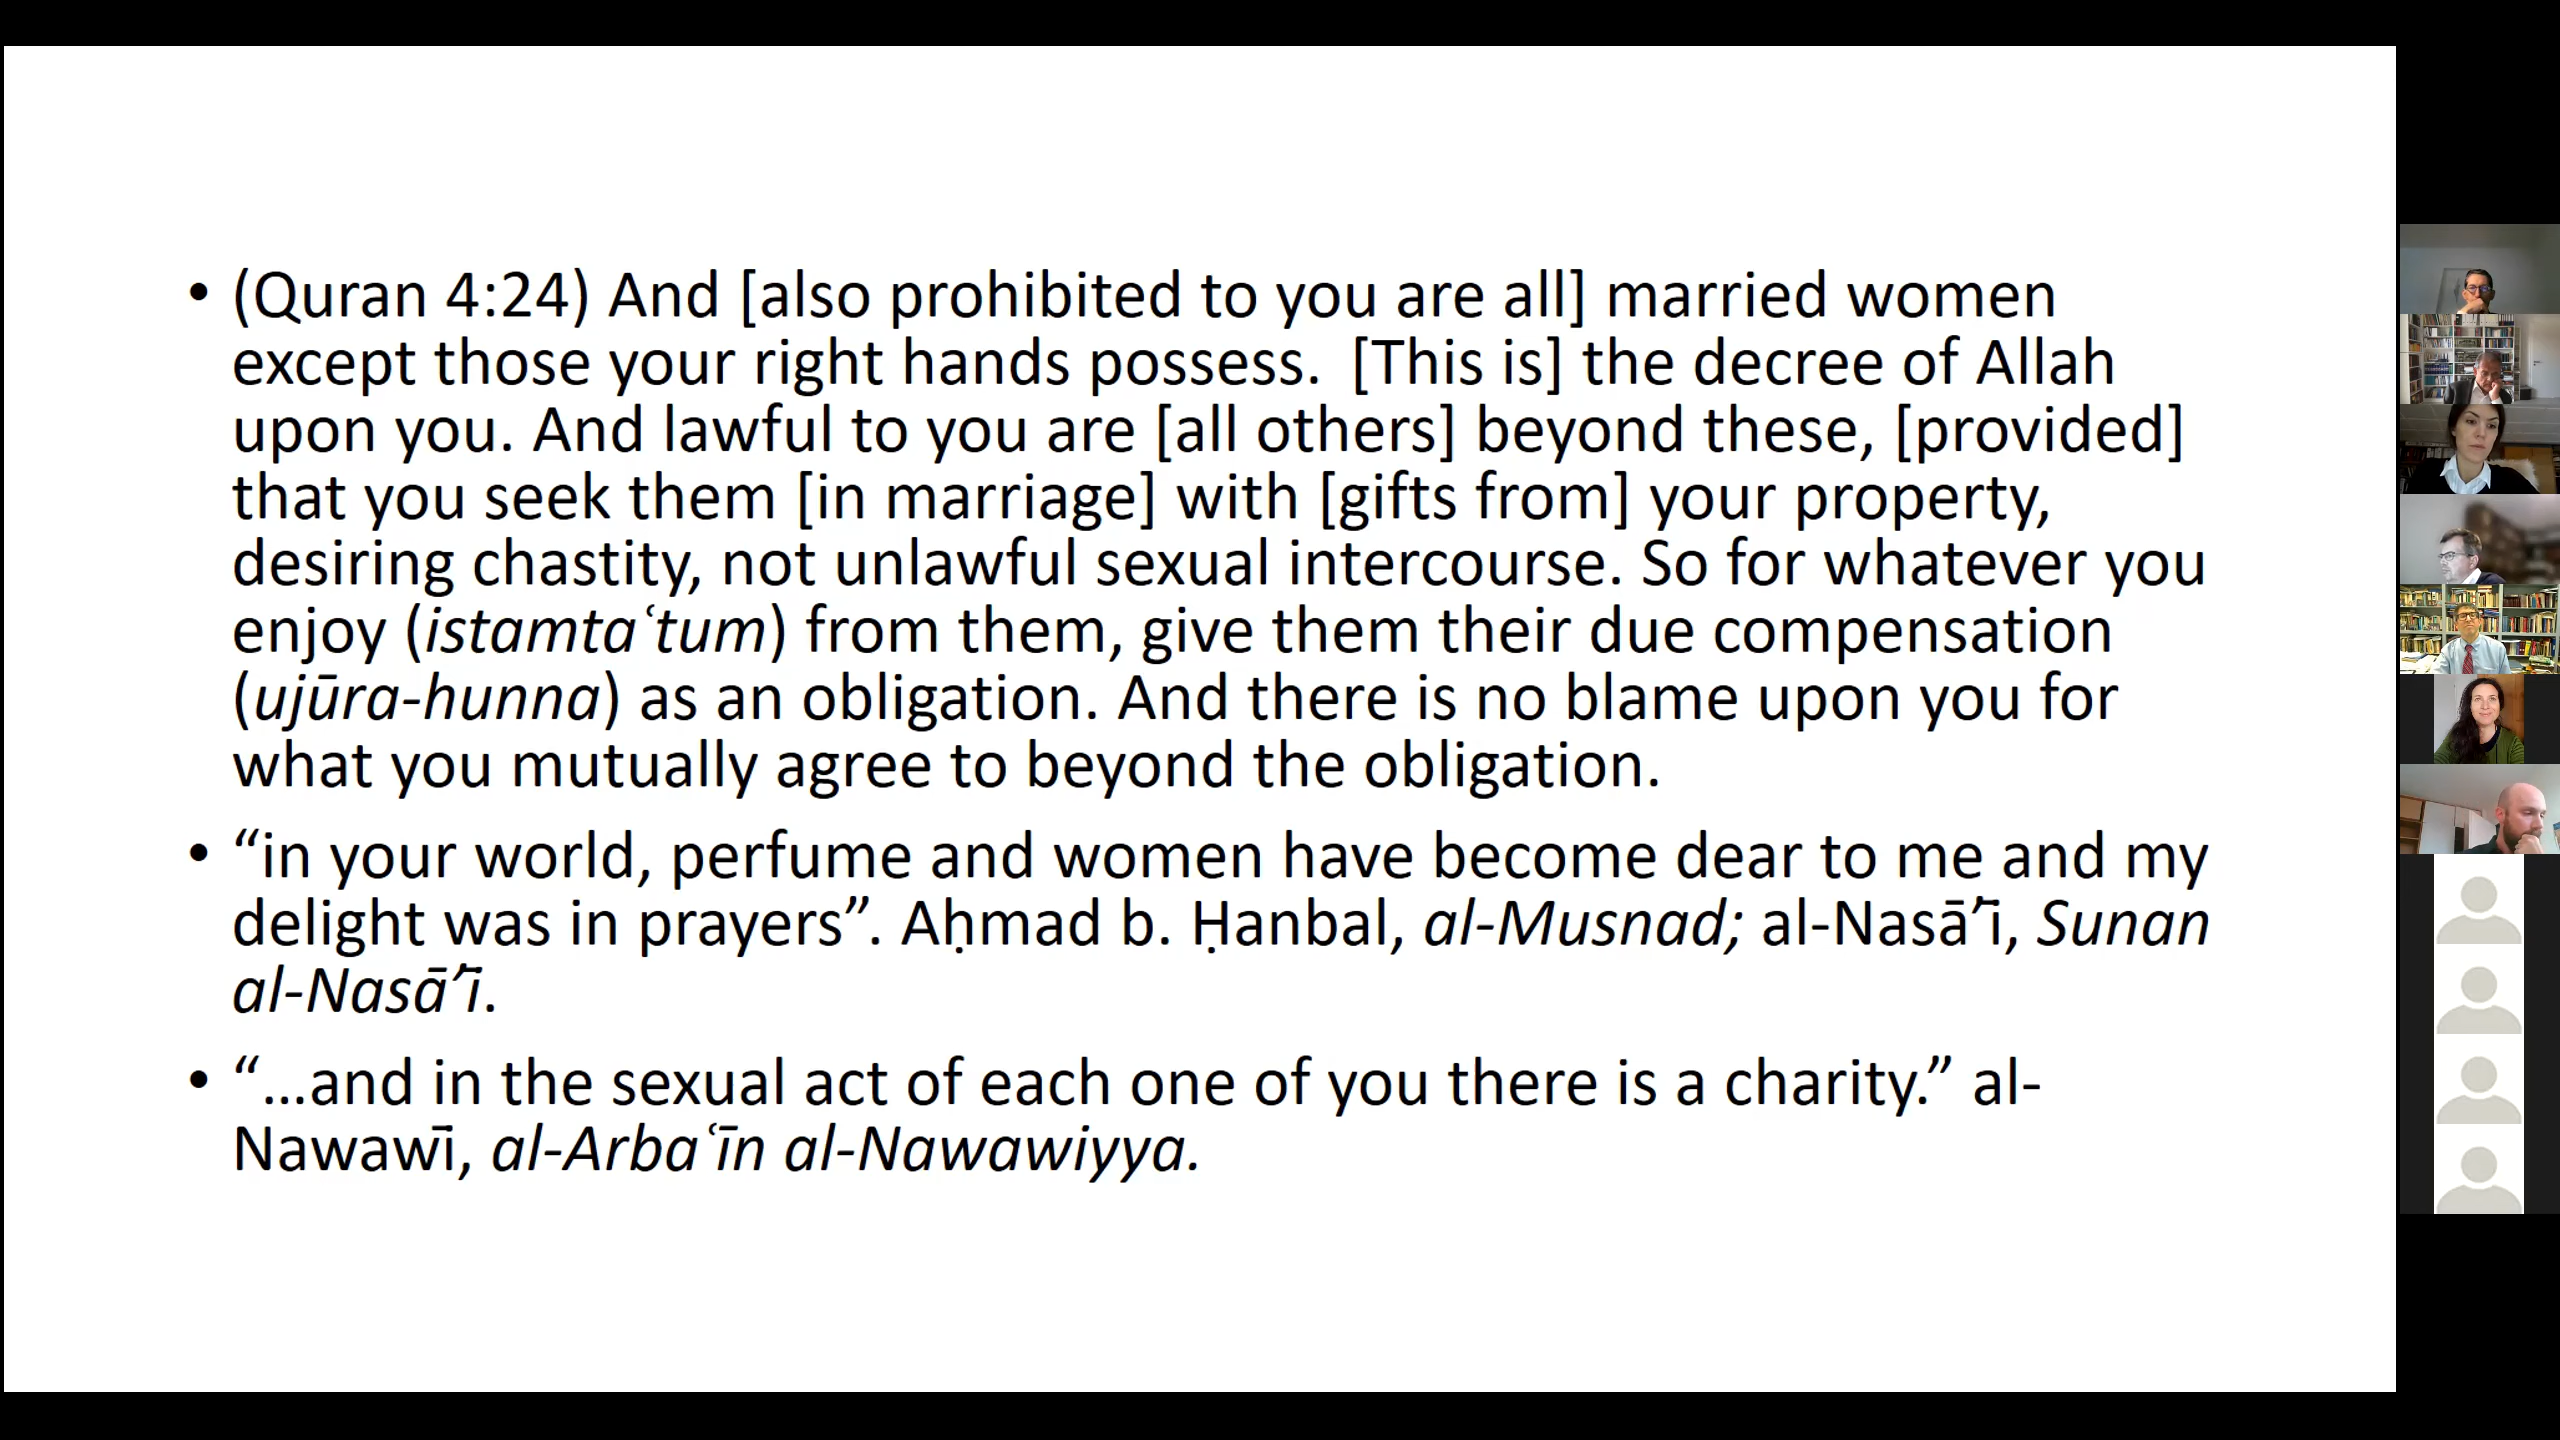 • (Quran 4:24) And [also prohibited to you are all] married women
except those your right hands possess.  [This is] the decree of Allah
upon you. And lawful to you are [all others] beyond these, [provided]
that you seek them [in marriage] with [gifts from] your property,
desiring chastity, not unlawful sexual intercourse. So for whatever you
enjoy (istamtaʿtum) from them, give them their due compensation
(ujūra-hunna) as an obligation. And there is no blame upon you for
what you mutually agree to beyond the obligation.
• “in your world, perfume and women have become dear to me and my
delight was in prayers”. Aḥmad b. Ḥanbal, al-Musnad; al-Nasāʾī, Sunan
al-Nasāʾī.
• “…and in the sexual act of each one of you there is a charity.” al-
Nawawī, al-Arbaʿīn al-Nawawiyya.